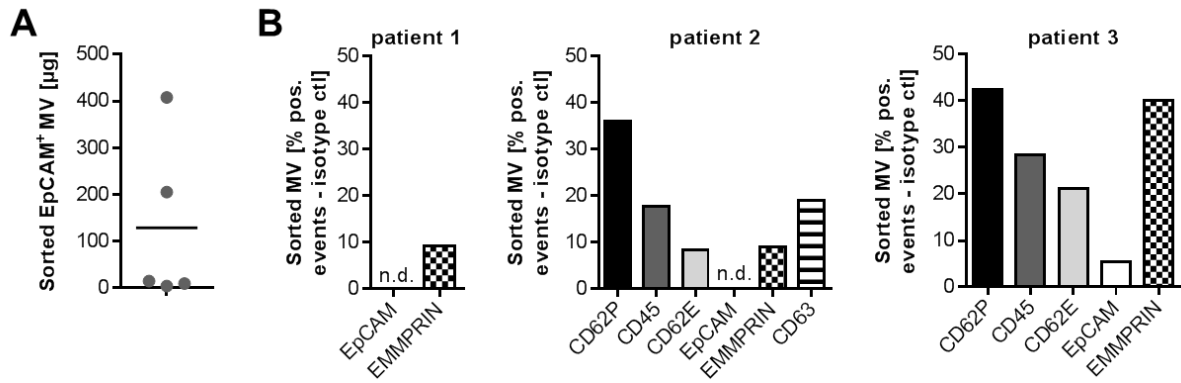 A
Sorted EpCAM⁺ MV [µg]
500
400
300
200
100
0
B
patient 1
Sorted MV [% pos.
events - isotype ctl]
50
40
30
20
10
0
n.d.
EpCAM
EMMPRIN
patient 2
Sorted MV [% pos.
events - isotype ctl]
50
40
30
20
10
0
n.d.
CD62P
CD45
CD62E
EpCAM
EMMPRIN
CD63
patient 3
Sorted MV [% pos.
events - isotype ctl]
50
40
30
20
10
0
CD62P
CD45
CD62E
EpCAM
EMMPRIN